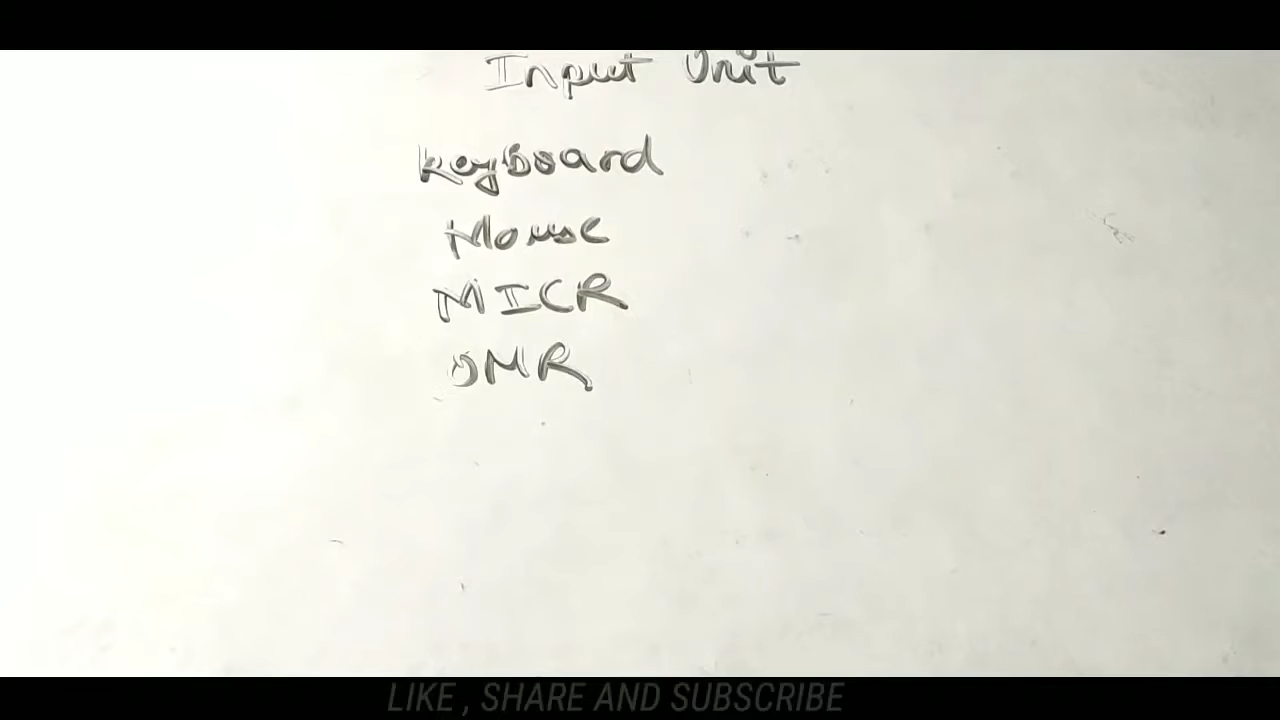 Input Unit
Keyboard
Mouse
MICR
OMR
LIKE , SHARE AND SUBSCRIBE